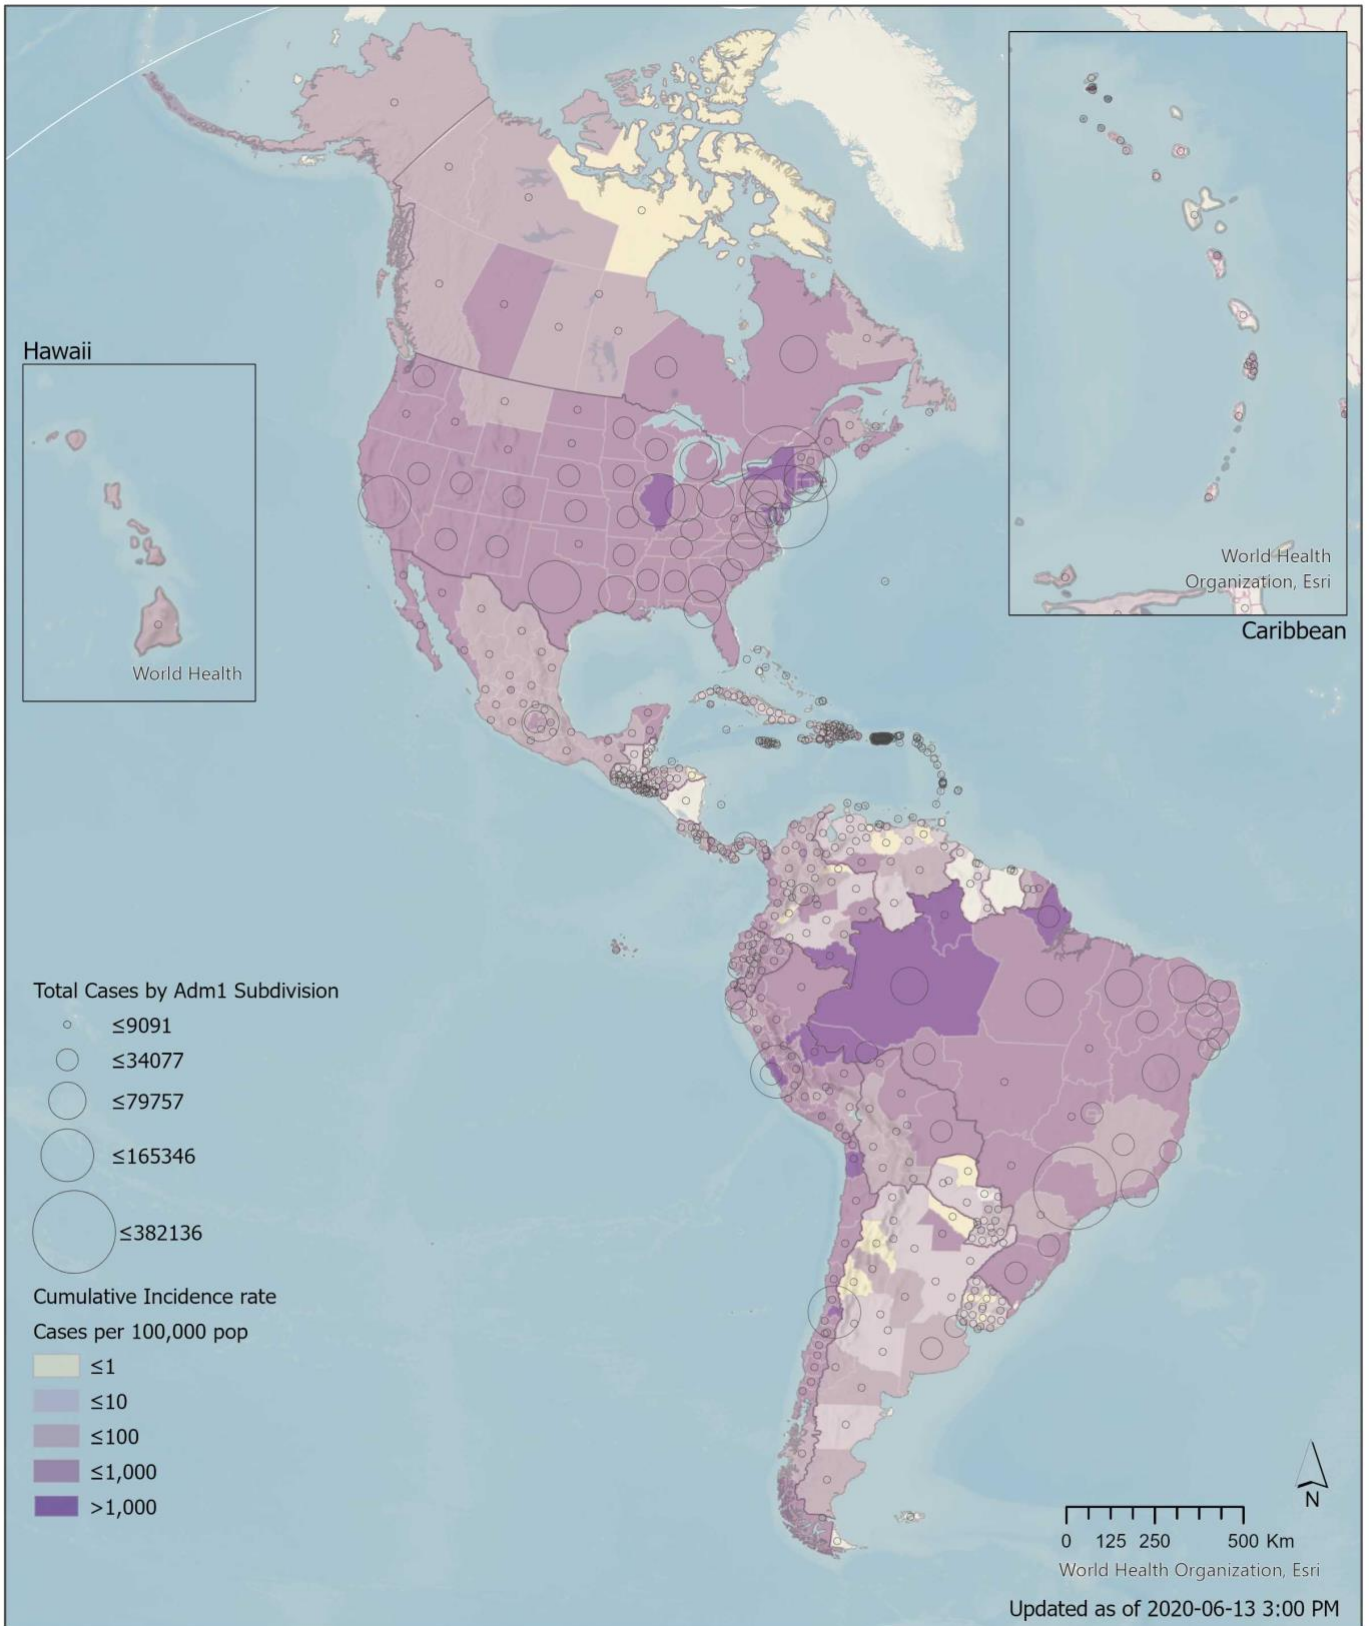 Hawaii
World Health
World Health
Organization, Esri
Caribbean
Total Cases by Adm1 Subdivision
≤9091
≤34077
≤79757
≤165346
≤382136
Cumulative Incidence rate
Cases per 100,000 pop
≤1
≤10
≤100
≤1,000
>1,000
N
0 125 250 500 Km
World Health Organization, Esri
Updated as of 2020-06-13 3:00 PM